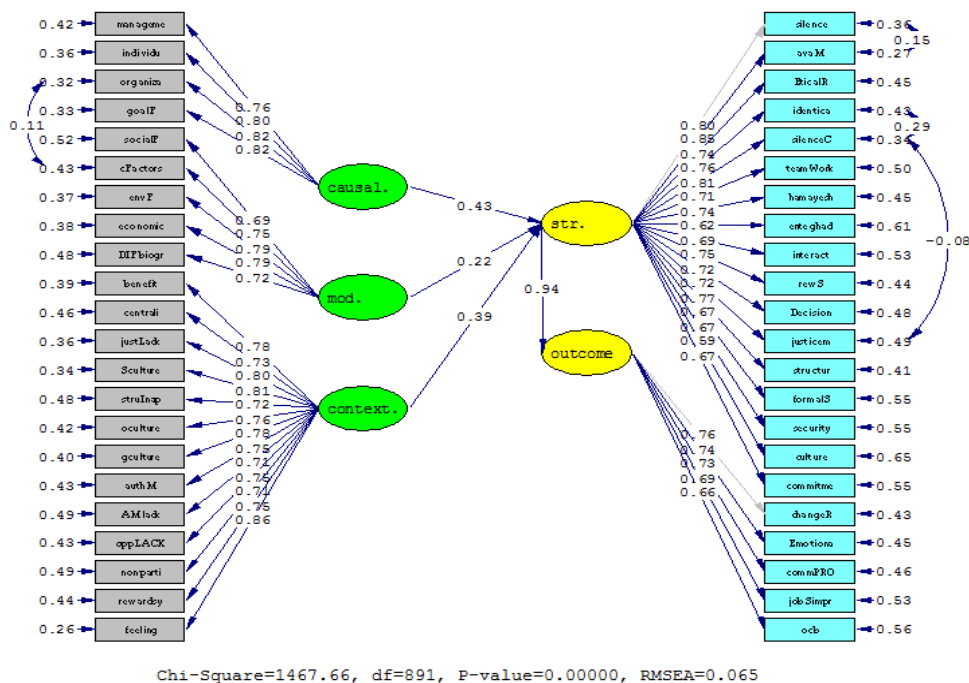 0.42 manageme
0.36 individu
0.32 organiza
0.33 goalF
0.11
0.52 socialF
0.43 cFactors
0.37 envF
0.38 economic
0.48 DIFbiogr
0.39 benefit
0.46 centrali
0.36 justLack
0.34 Sculture
0.48 struInap
0.42 oculture
0.40 gculture
0.43 authM
0.49 AMlack
0.43 oppLACK
0.49 nonparti
0.44 rewardsy
0.26 feeling
0.76
0.80
0.82
0.82
0.69
0.75
0.79
0.79
0.72
0.78
0.73
0.80
0.81
0.72
0.76
0.78
0.75
0.71
0.75
0.71
0.75
0.86
causal.
mod.
context.
0.43
0.22
0.39
str.
0.94
outcome
0.80
0.85
0.74
0.76
0.81
0.71
0.74
0.62
0.69
0.75
0.72
0.72
0.77
0.67
0.67
0.59
0.67
0.76
0.74
0.73
0.69
0.66
silence 0.36
0.15
avaM 0.27
EticalR 0.45
identica 0.43
0.29
silenceC 0.34
teamWork 0.50
hamayesh 0.45
enteghad 0.61
-0.08
interact 0.53
rewS 0.44
Decision 0.48
justicem 0.49
structur 0.41
formalS 0.55
security 0.55
culture 0.65
commitme 0.55
changeR 0.43
Emotiona 0.45
commPRO 0.46
jobSimpr 0.53
ocb 0.56
Chi-Square=1467.66, df=891, P-value=0.00000, RMSEA=0.065